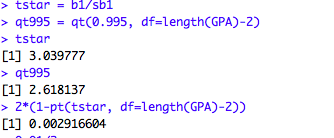 > tstar = b1/sb1
> qt995 = qt(0.995, df=length(GPA)-2)
> tstar
[1] 3.039777
> qt995
[1] 2.618137
> 2*(1-pt(tstar, df=length(GPA)-2))
[1] 0.002916604